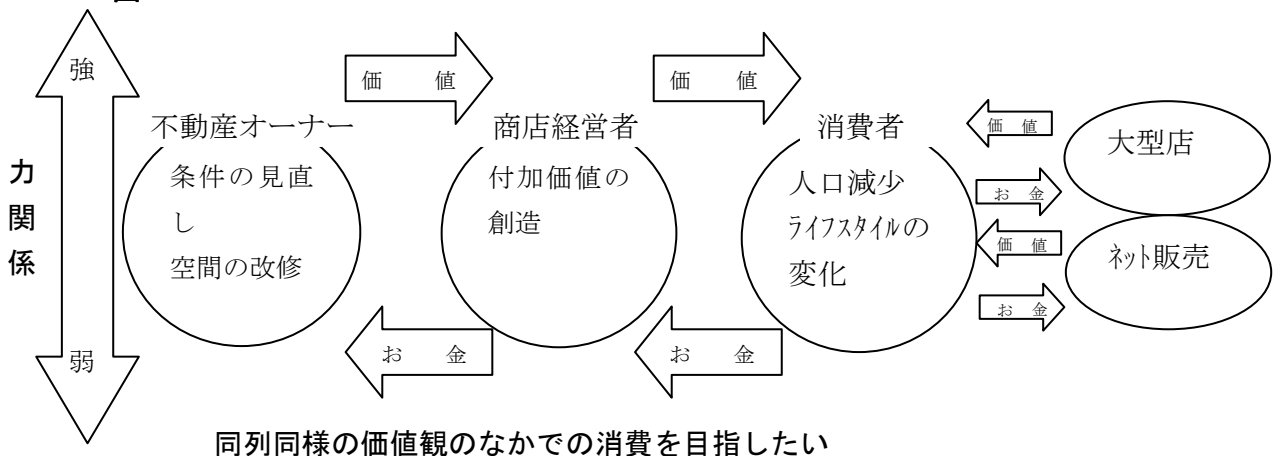 強
価 値
価 値
不動産オーナー
商店経営者
消費者
価 値
大型店
力
関
係
条件の見直
し
空間の改修
付加価値の
創造
人口減少
ﾗｲﾌｽﾀｲﾙの
変化
お 金
価 値
ﾈｯﾄ販売
お 金
弱
お 金
お 金
同列同様の価値観のなかでの消費を目指したい